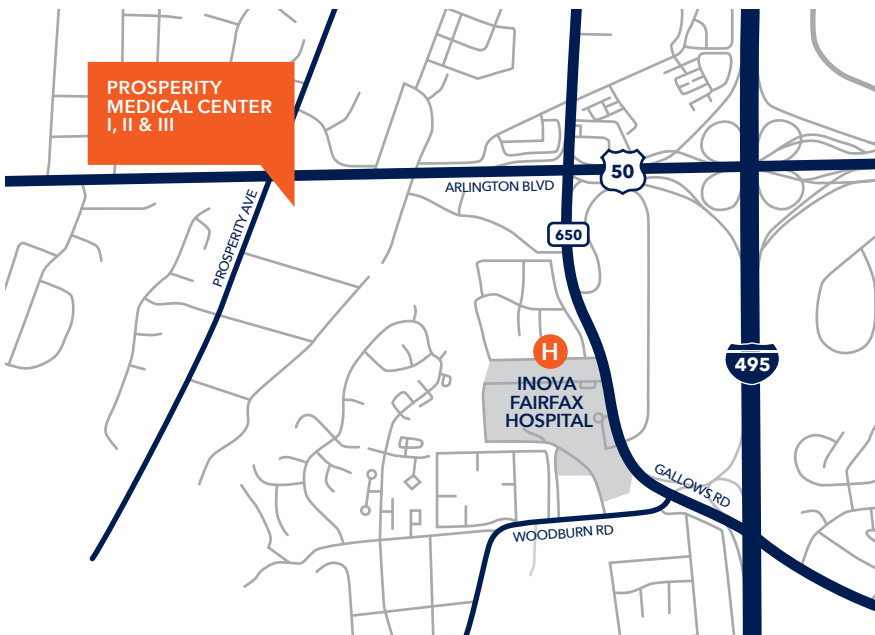 PROSPERITY
MEDICAL CENTER
I, II & III
50
ARLINGTON BLVD
PROSPERITY AVE
650
H
495
INOVA
FAIRFAX
HOSPITAL
GALLOWS RD
WOODBURN RD